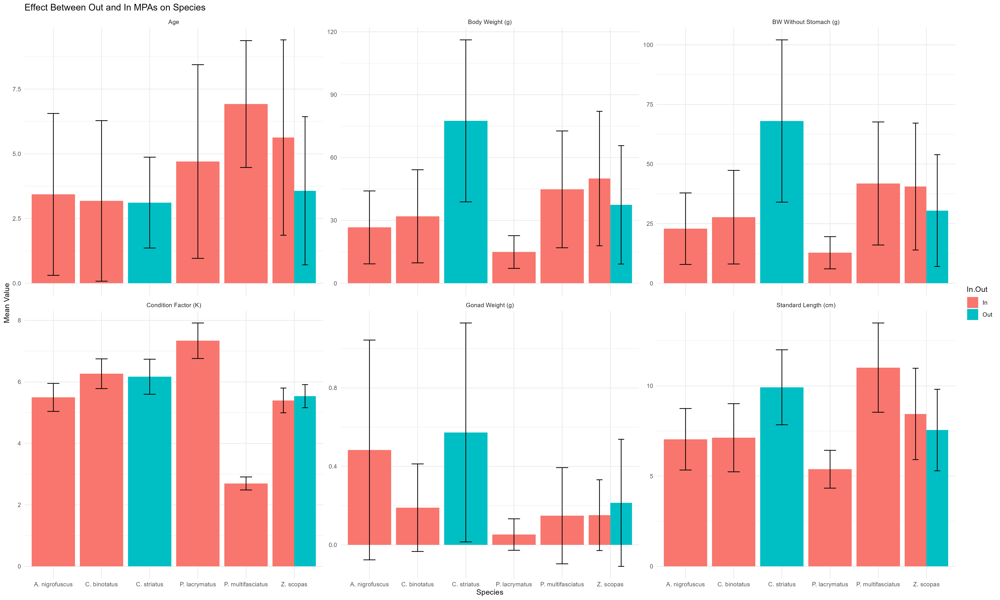 Effect Between Out and In MPAs on Species
Age
Body Weight (g)
BW Without Stomach (g)
7.5
5.0
2.5
0.0
120
90
60
30
0
100
75
50
25
0
Mean Value
Condition Factor (K)
Gonad Weight (g)
Standard Length (cm)
8
6
4
2
0
0.8
0.4
0.0
10
5
0
In.Out
In
Out
A. nigrofuscus C. binotatus C. striatus P. lacrymatus P. multifasciatus Z. scopas
A. nigrofuscus C. binotatus C. striatus P. lacrymatus P. multifasciatus Z. scopas
A. nigrofuscus C. binotatus C. striatus P. lacrymatus P. multifasciatus Z. scopas
Species